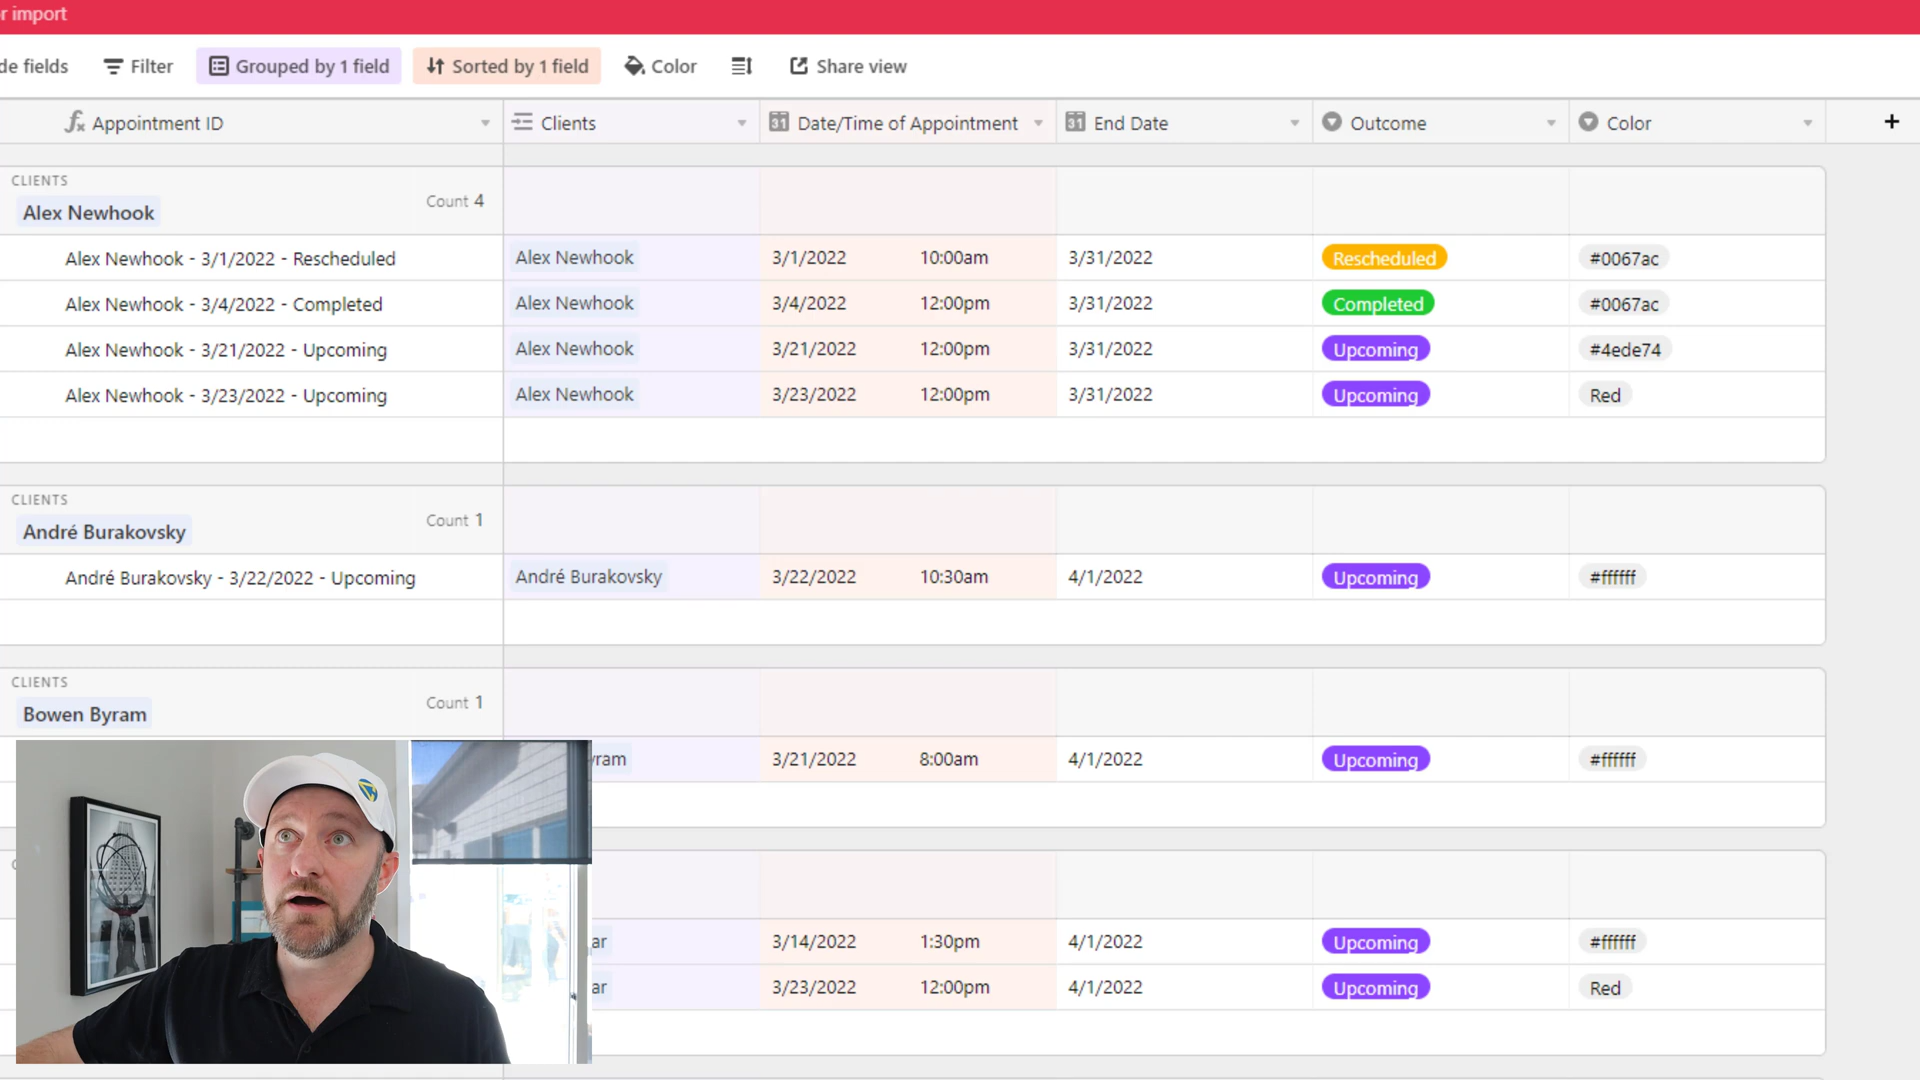 r import
de fields Filter Grouped by 1 field Sorted by 1 field Color Share view
Appointment ID Clients Date/Time of Appointment End Date Outcome Color +
CLIENTS
Alex Newhook Count 4
Alex Newhook - 3/1/2022 - Rescheduled Alex Newhook 3/1/2022 10:00am 3/31/2022 Rescheduled #0067ac
Alex Newhook - 3/4/2022 - Completed Alex Newhook 3/4/2022 12:00pm 3/31/2022 Completed #0067ac
Alex Newhook - 3/21/2022 - Upcoming Alex Newhook 3/21/2022 12:00pm 3/31/2022 Upcoming #4ede74
Alex Newhook - 3/23/2022 - Upcoming Alex Newhook 3/23/2022 12:00pm 3/31/2022 Upcoming Red
CLIENTS
André Burakovsky Count 1
André Burakovsky - 3/22/2022 - Upcoming André Burakovsky 3/22/2022 10:30am 4/1/2022 Upcoming #ffffff
CLIENTS
Bowen Byram Count 1
yram 3/21/2022 8:00am 4/1/2022 Upcoming #ffffff
ar 3/14/2022 1:30pm 4/1/2022 Upcoming #ffffff
ar 3/23/2022 12:00pm 4/1/2022 Upcoming Red